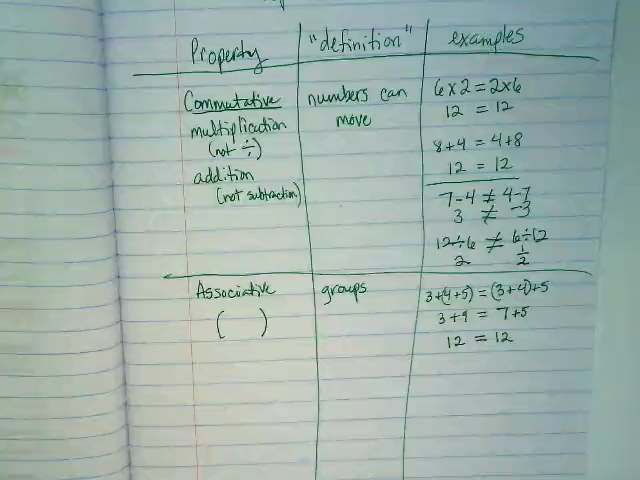 Property "definition" examples
Commutative
multiplication
(not ÷)
addition
(not subtraction)
numbers can
move
6×2 = 2×6
12 = 12
8+4 = 4+8
12 = 12
7-4 ≠ 4-7
3 ≠ -3
12÷6 ≠ 6÷12
2 1/2
Associative
( )
groups
3+(4+5) = (3+4)+5
3+9 = 7+5
12 = 12